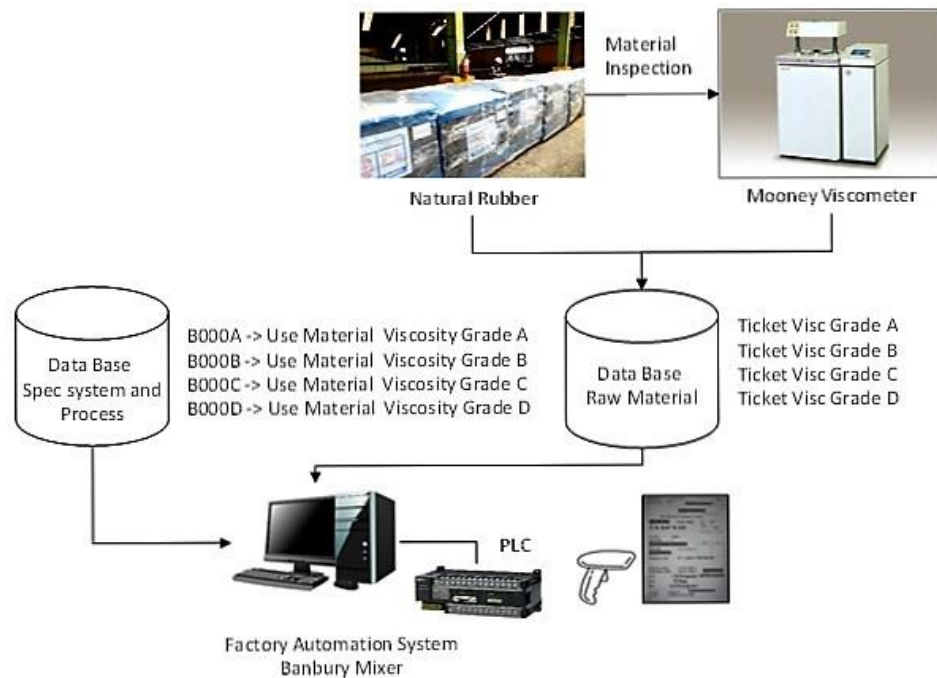 Material
Inspection
Natural Rubber
Mooney Viscometer
Data Base
Spec system and
Process
B000A -> Use Material Viscosity Grade A
B000B -> Use Material Viscosity Grade B
B000C -> Use Material Viscosity Grade C
B000D -> Use Material Viscosity Grade D
Data Base
Raw Material
Ticket Visc Grade A
Ticket Visc Grade B
Ticket Visc Grade C
Ticket Visc Grade D
PLC
Factory Automation System
Banbury Mixer